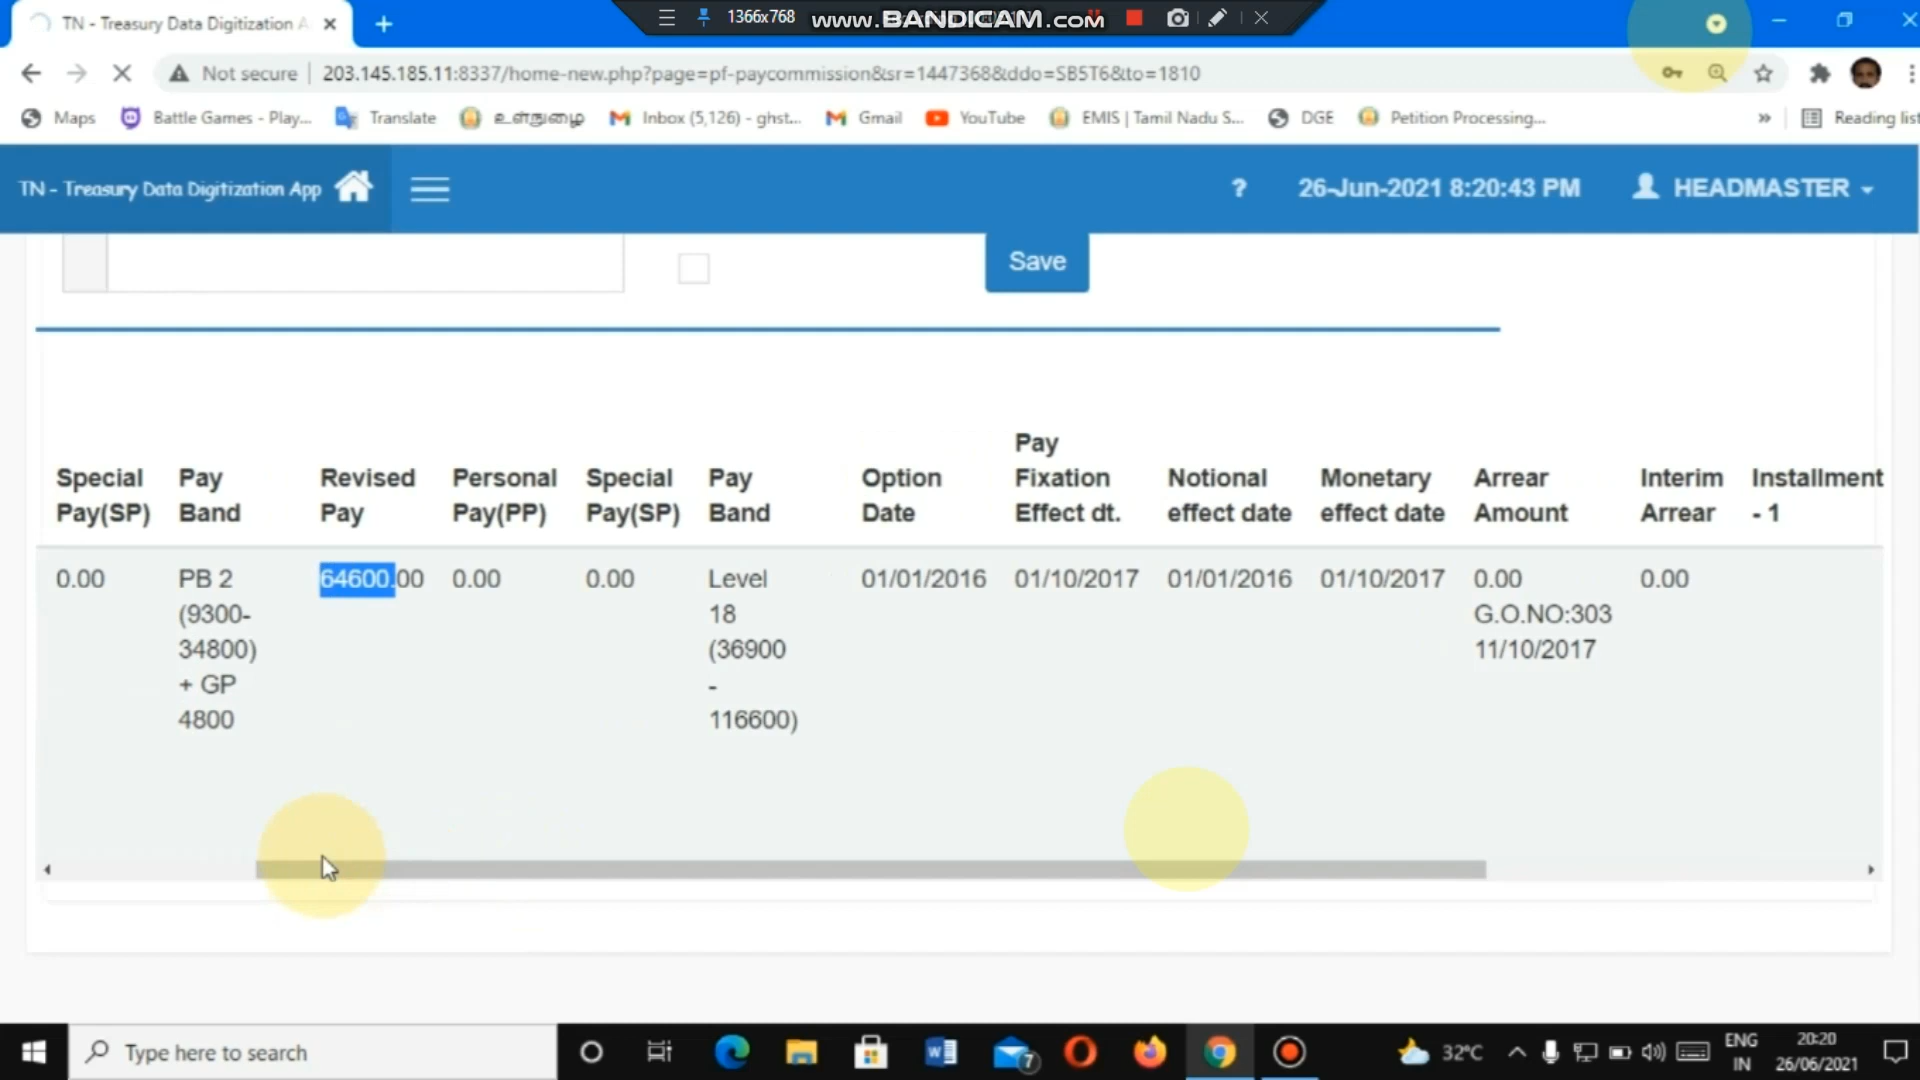 TN - Treasury Data Digitization A
1366x768
www.BANDICAM.com
Not secure
203.145.185.11:8337/home-new.php?page=pf-paycommission&sr=1447368&ddo=SB5T6&to=1810
Maps
Battle Games - Play...
Translate
உள்நுழை
Inbox (5,126) - ghst...
Gmail
YouTube
EMIS | Tamil Nadu S...
DGE
Petition Processing...
»
Reading list
TN - Treasury Data Digitization App
?
26-Jun-2021 8:20:43 PM
HEADMASTER
Save
Special Pay(SP)
Pay Band
Revised Pay
Personal Pay(PP)
Special Pay(SP)
Pay Band
Option Date
Pay Fixation Effect dt.
Notional effect date
Monetary effect date
Arrear Amount
Interim Arrear
Installment - 1
0.00
PB 2 (9300-34800) + GP 4800
64600.00
0.00
0.00
Level 18 (36900 - 116600)
01/01/2016
01/10/2017
01/01/2016
01/10/2017
0.00 G.O.NO:303 11/10/2017
0.00
Type here to search
7
32°C
ENG
IN
20:20
26/06/2021